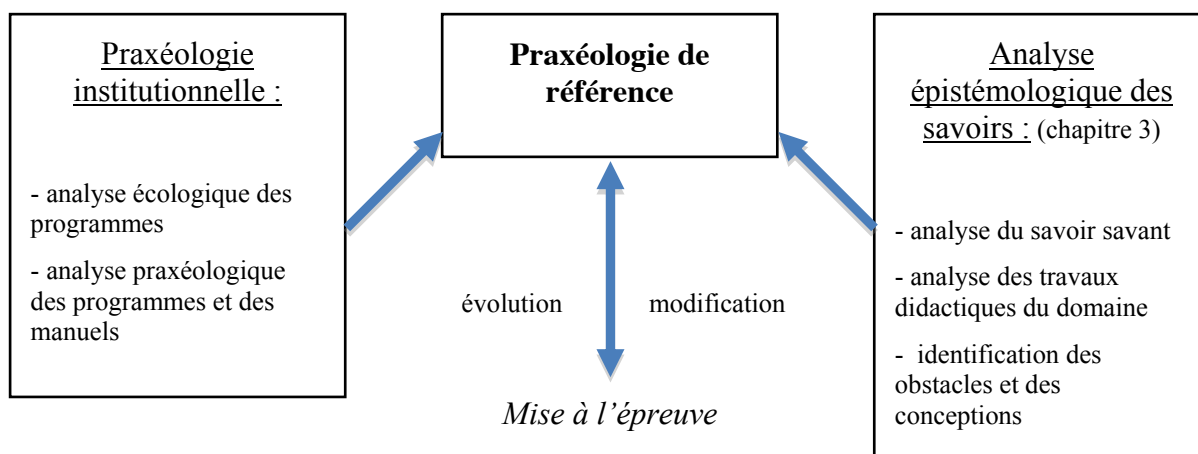 Praxéologie
institutionnelle :
- analyse écologique des
programmes
- analyse praxéologique
des programmes et des
manuels
Praxéologie de
référence
évolution
modification
Mise à l’épreuve
Analyse
épistémologique des
savoirs : (chapitre 3)
- analyse du savoir savant
- analyse des travaux
didactiques du domaine
- identification des
obstacles et des
conceptions